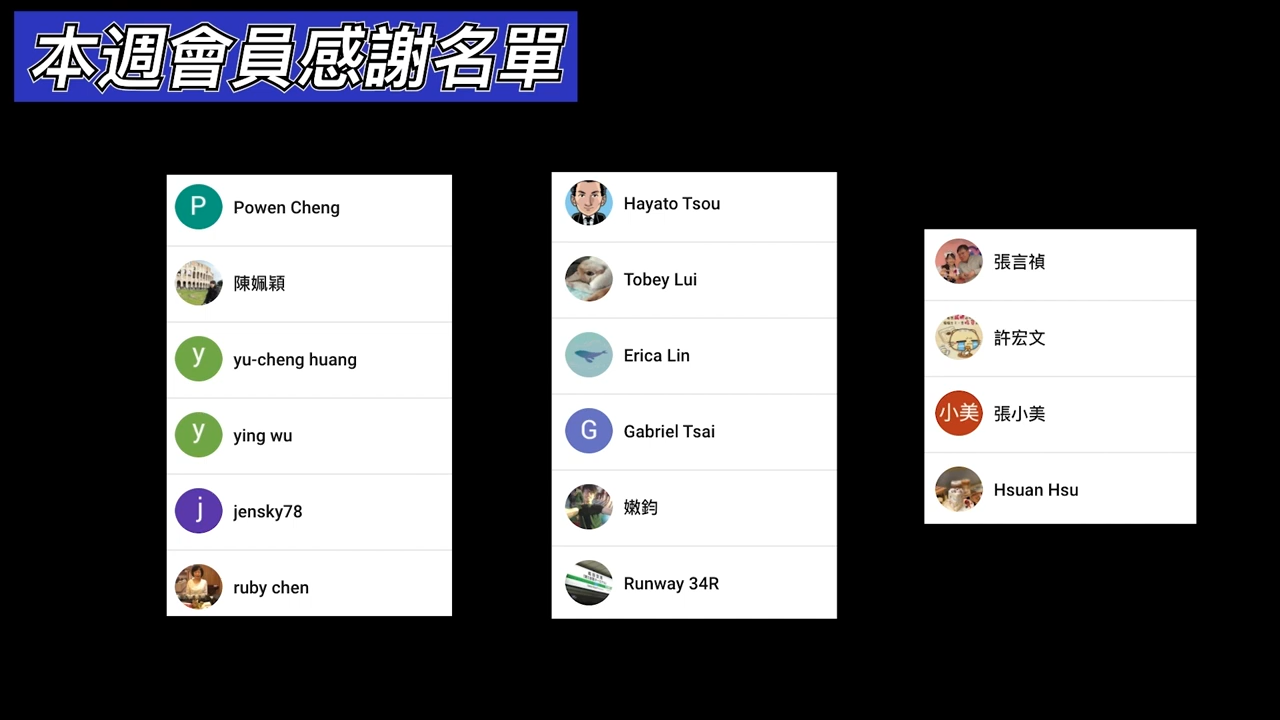 本週會員感謝名單
P Powen Cheng
陳姵穎
y yu-cheng huang
y ying wu
j jensky78
ruby chen
Hayato Tsou
Tobey Lui
Erica Lin
G Gabriel Tsai
嫩鈞
Runway 34R
張言禎
許宏文
小美 張小美
Hsuan Hsu